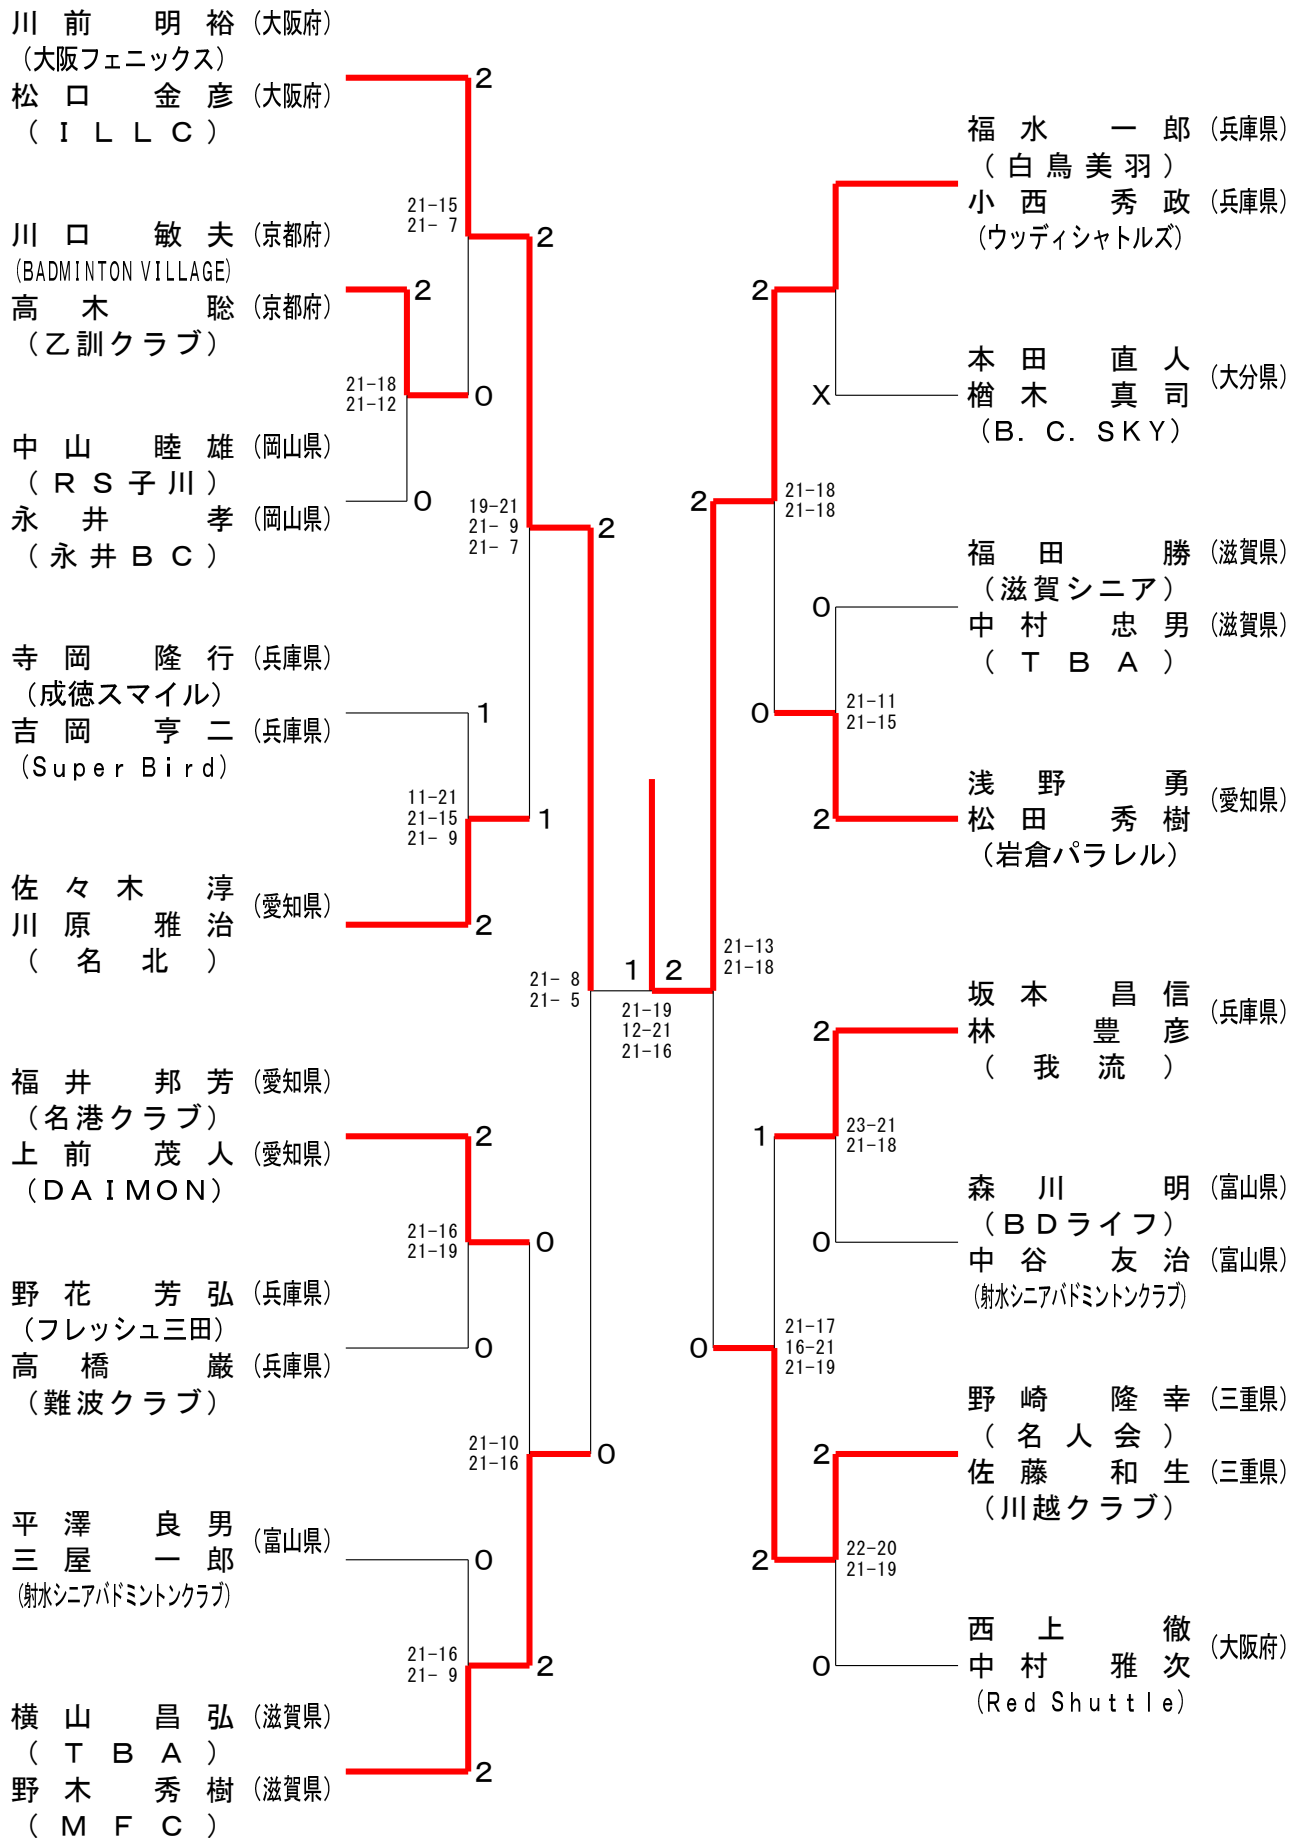 川前　明裕 (大阪府)
(大阪フェニックス)
松口　金彦 (大阪府)
(ＩＬＬＣ)
2
21-15
21- 7
2
川口　敏夫 (京都府)
(BADMINTON VILLAGE)
高木　聡 (京都府)
(乙訓クラブ)
2
21-18
21-12
0
中山　睦雄 (岡山県)
(ＲＳ子川)
永井　孝 (岡山県)
(永井ＢＣ)
0
19-21
21- 9
21- 7
2
寺岡　隆行 (兵庫県)
(成徳スマイル)
吉岡　亨二 (兵庫県)
(Super Bird)
1
11-21
21-15
21- 9
1
佐々木　淳
川原　雅治
(名北)
(愛知県)
2
21- 8
21- 5
1
2
21-19
12-21
21-16
福井　邦芳 (愛知県)
(名港クラブ)
上前　茂人 (愛知県)
(DAIMON)
2
21-16
21-19
0
野花　芳弘 (兵庫県)
(フレッシュ三田)
高橋　巌 (兵庫県)
(難波クラブ)
0
21-10
21-16
0
平澤　良男
三屋　一郎
(射水シニアバドミントンクラブ)
(富山県)
0
21-16
21- 9
2
横山　昌弘 (滋賀県)
(ＴＢＡ)
野木　秀樹 (滋賀県)
(ＭＦＣ)
2
福水　一郎 (兵庫県)
(白鳥美羽)
小西　秀政 (兵庫県)
(ウッディシャトルズ)
2
本田　直人
楢木　真司
(B. C. SKY)
(大分県)
X
2
21-18
21-18
福田　勝 (滋賀県)
(滋賀シニア)
中村　忠男 (滋賀県)
(ＴＢＡ)
0
0
21-11
21-15
浅野　勇
松田　秀樹
(岩倉パラレル)
(愛知県)
2
21-13
21-18
坂本　昌信
林　豊彦
(我流)
(兵庫県)
2
1
23-21
21-18
森川　明 (富山県)
(ＢＤライフ)
中谷　友治 (富山県)
(射水シニアバドミントンクラブ)
0
0
21-17
16-21
21-19
野崎　隆幸 (三重県)
(名人会)
佐藤　和生 (三重県)
(川越クラブ)
2
2
22-20
21-19
西上　徹
中村　雅次
(Red Shuttle)
(大阪府)
0